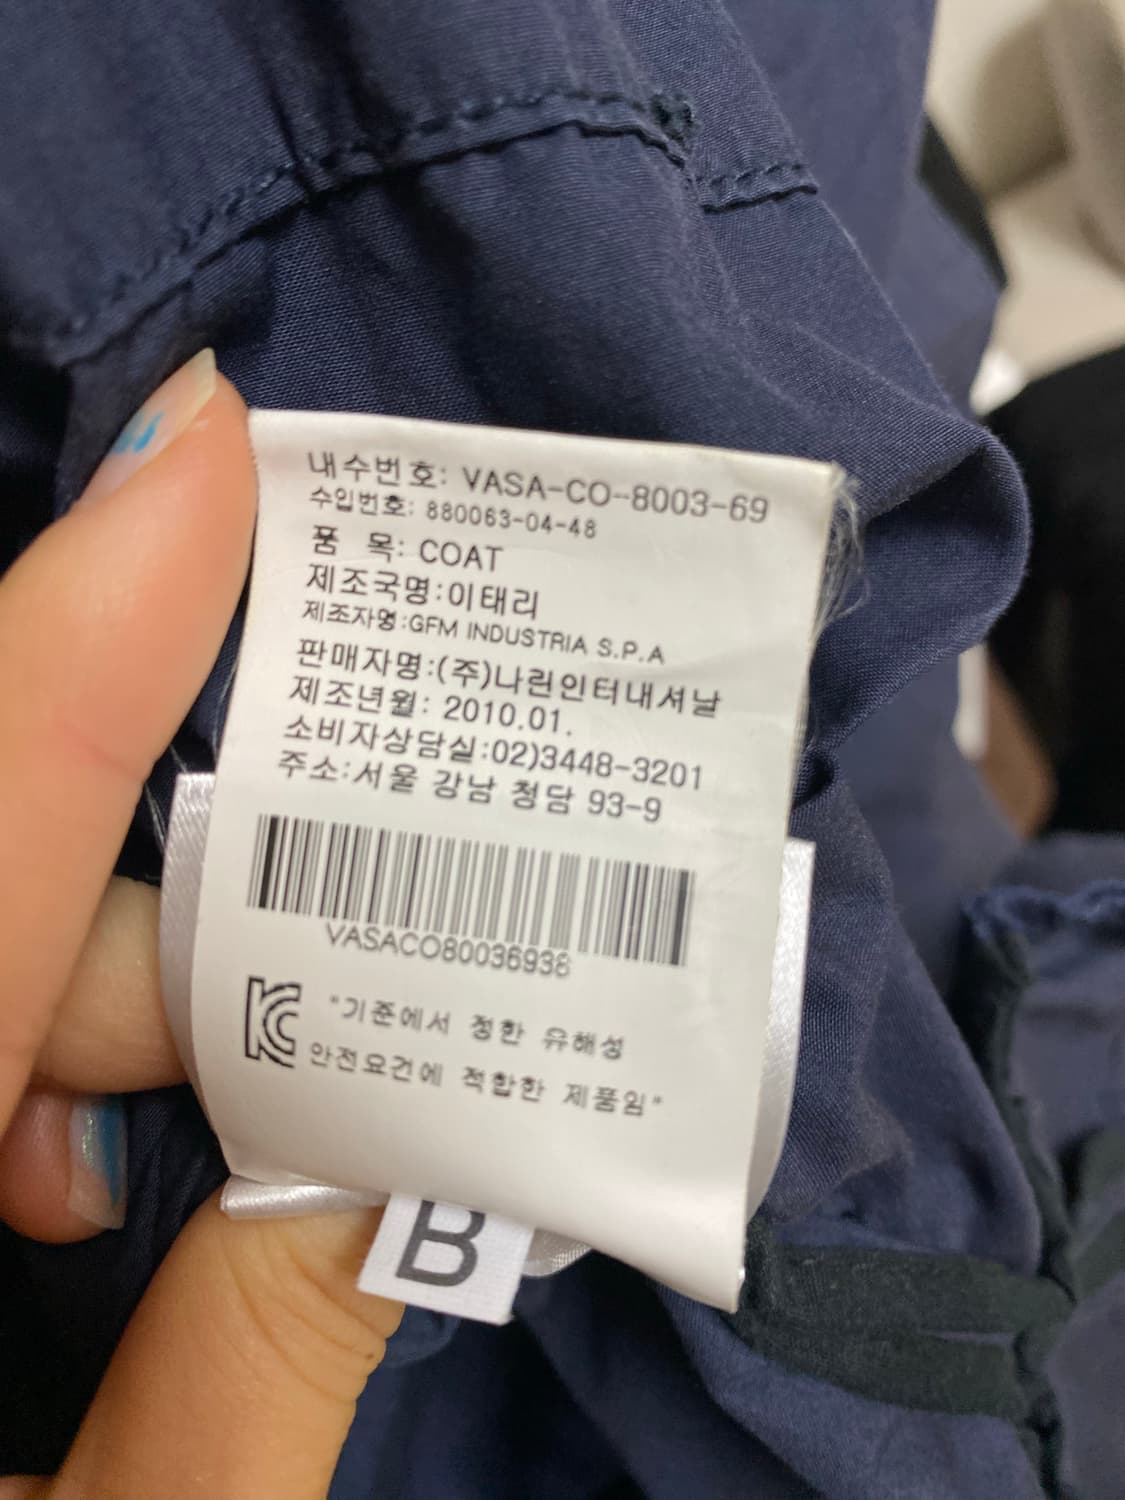 내수번호: VASA-CO-8003-69
수입번호: 880063-04-48
품 목: COAT
제조국명:이태리
제조자명:GFM INDUSTRIA S.P.A
판매자명:(주)나린인터내셔날
제조년월: 2010.01.
소비자상담실:02)3448-3201
주소:서울 강남 청담 93-9
VASACO80036938
KC "기준에서 정한 유해성
안전요건에 적합한 제품임"
B